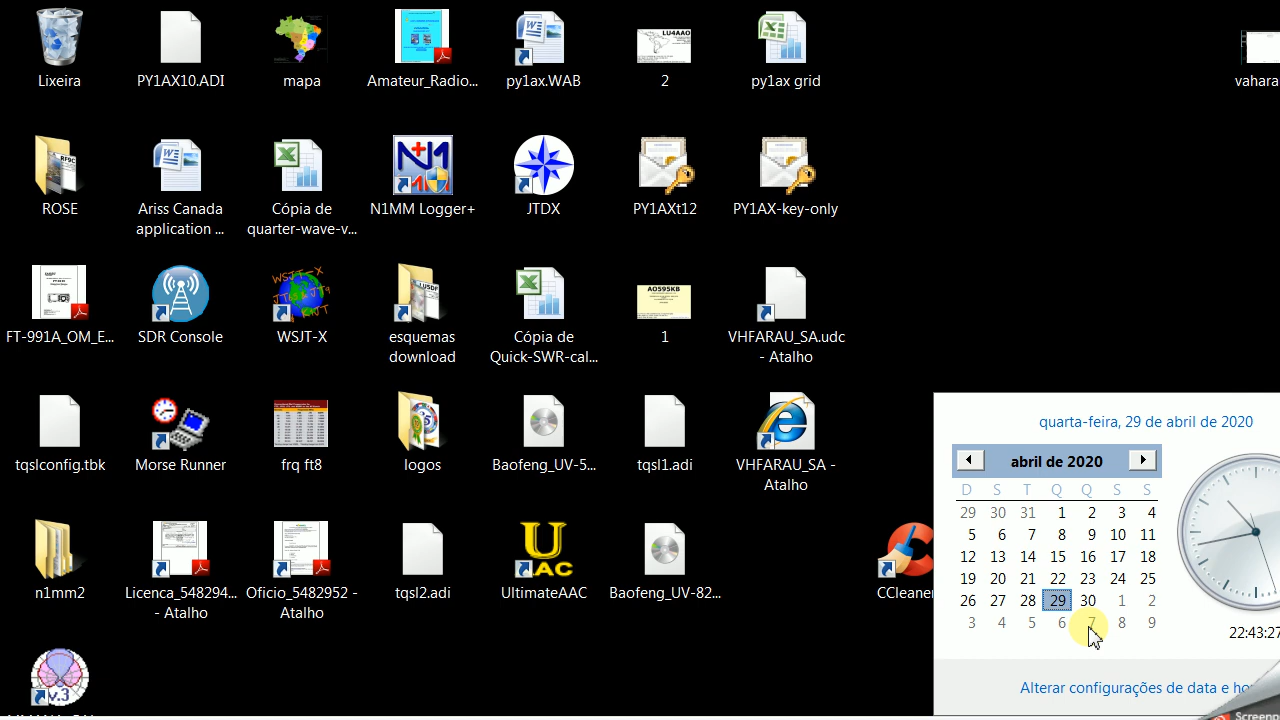 Lixeira
PY1AX10.ADI
mapa
Amateur_Radio...
py1ax.WAB
LU4AAO
2
py1ax grid
vahara
ROSE
Ariss Canada
application ...
Cópia de
quarter-wave-v...
N1MM Logger+
JTDX
PY1AXt12
PY1AX-key-only
FT-991A_OM_E...
SDR Console
WSJT-X
esquemas
download
Cópia de
Quick-SWR-cal...
AO595KB
1
VHFARAU_SA.udc
- Atalho
tqslconfig.tbk
Morse Runner
frq ft8
logos
Baofeng_UV-5...
tqsl1.adi
VHFARAU_SA -
Atalho
n1mm2
Licenca_548294...
- Atalho
Oficio_5482952 -
Atalho
tqsl2.adi
UltimateAAC
Baofeng_UV-82...
CCleaner
v.3
quarta-feira, 29 de abril de 2020
abril de 2020
D S T Q Q S S
29 30 31 1 2 3 4
5 6 7 8 9 10 11
12 13 14 15 16 17 18
19 20 21 22 23 24 25
26 27 28 29 30 1 2
3 4 5 6 7 8 9
22:43:27
Alterar configurações de data e ho